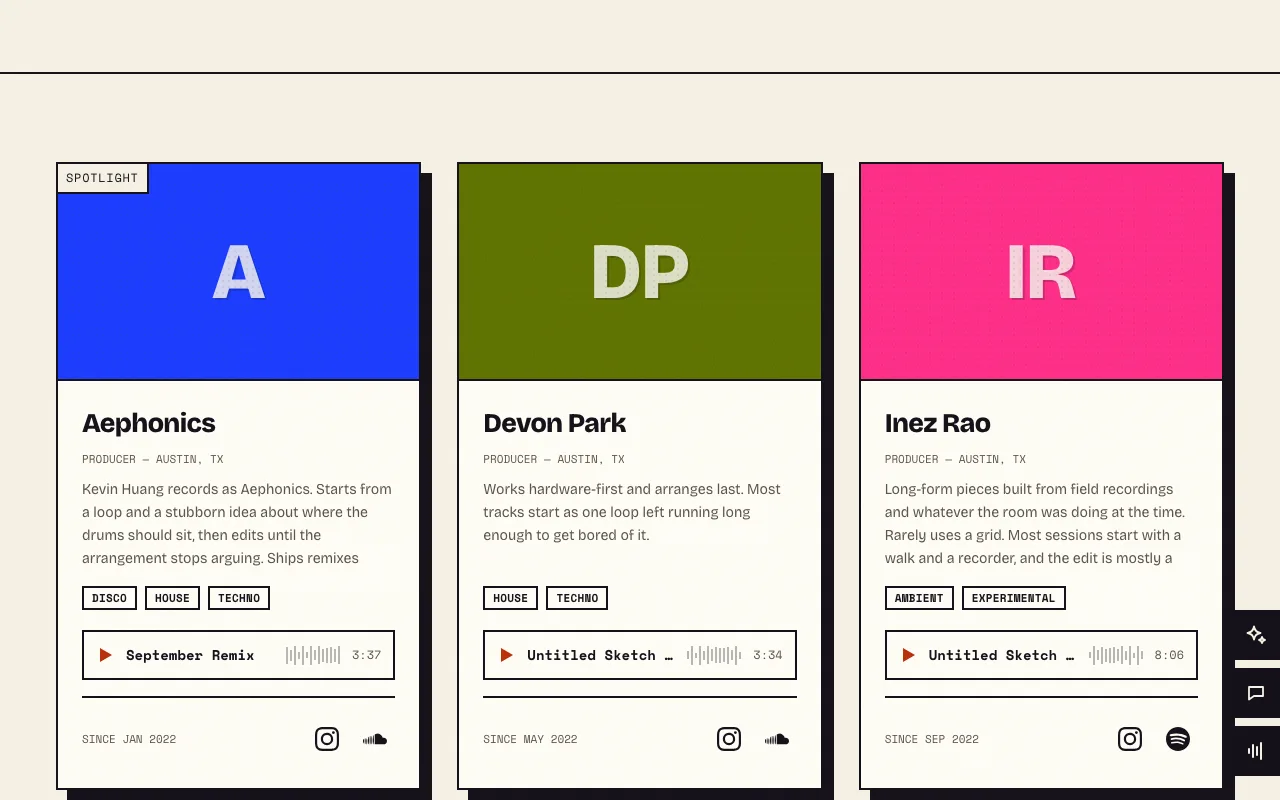 SPOTLIGHT
A
Aephonics
PRODUCER — AUSTIN, TX
Kevin Huang records as Aephonics. Starts from
a loop and a stubborn idea about where the
drums should sit, then edits until the
arrangement stops arguing. Ships remixes
DISCO
HOUSE
TECHNO
September Remix
3:37
SINCE JAN 2022
DP
Devon Park
PRODUCER — AUSTIN, TX
Works hardware-first and arranges last. Most
tracks start as one loop left running long
enough to get bored of it.
HOUSE
TECHNO
Untitled Sketch …
3:34
SINCE MAY 2022
IR
Inez Rao
PRODUCER — AUSTIN, TX
Long-form pieces built from field recordings
and whatever the room was doing at the time.
Rarely uses a grid. Most sessions start with a
walk and a recorder, and the edit is mostly a
AMBIENT
EXPERIMENTAL
Untitled Sketch …
8:06
SINCE SEP 2022